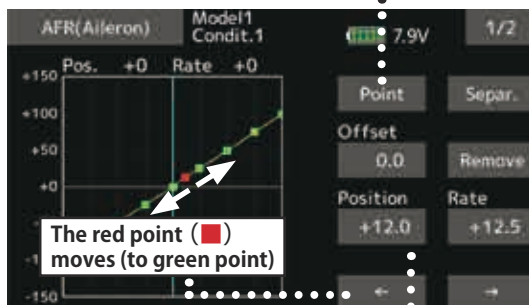 AFR(Aileron)
Model1
Condit.1
7.9V
1/2
Pos. +0 Rate +0
+150
+100
+50
+0
-150
Point
Separ.
Offset
0.0
Remove
Position
Rate
+12.0
+12.5
The red point (■)
moves (to green point)
← →